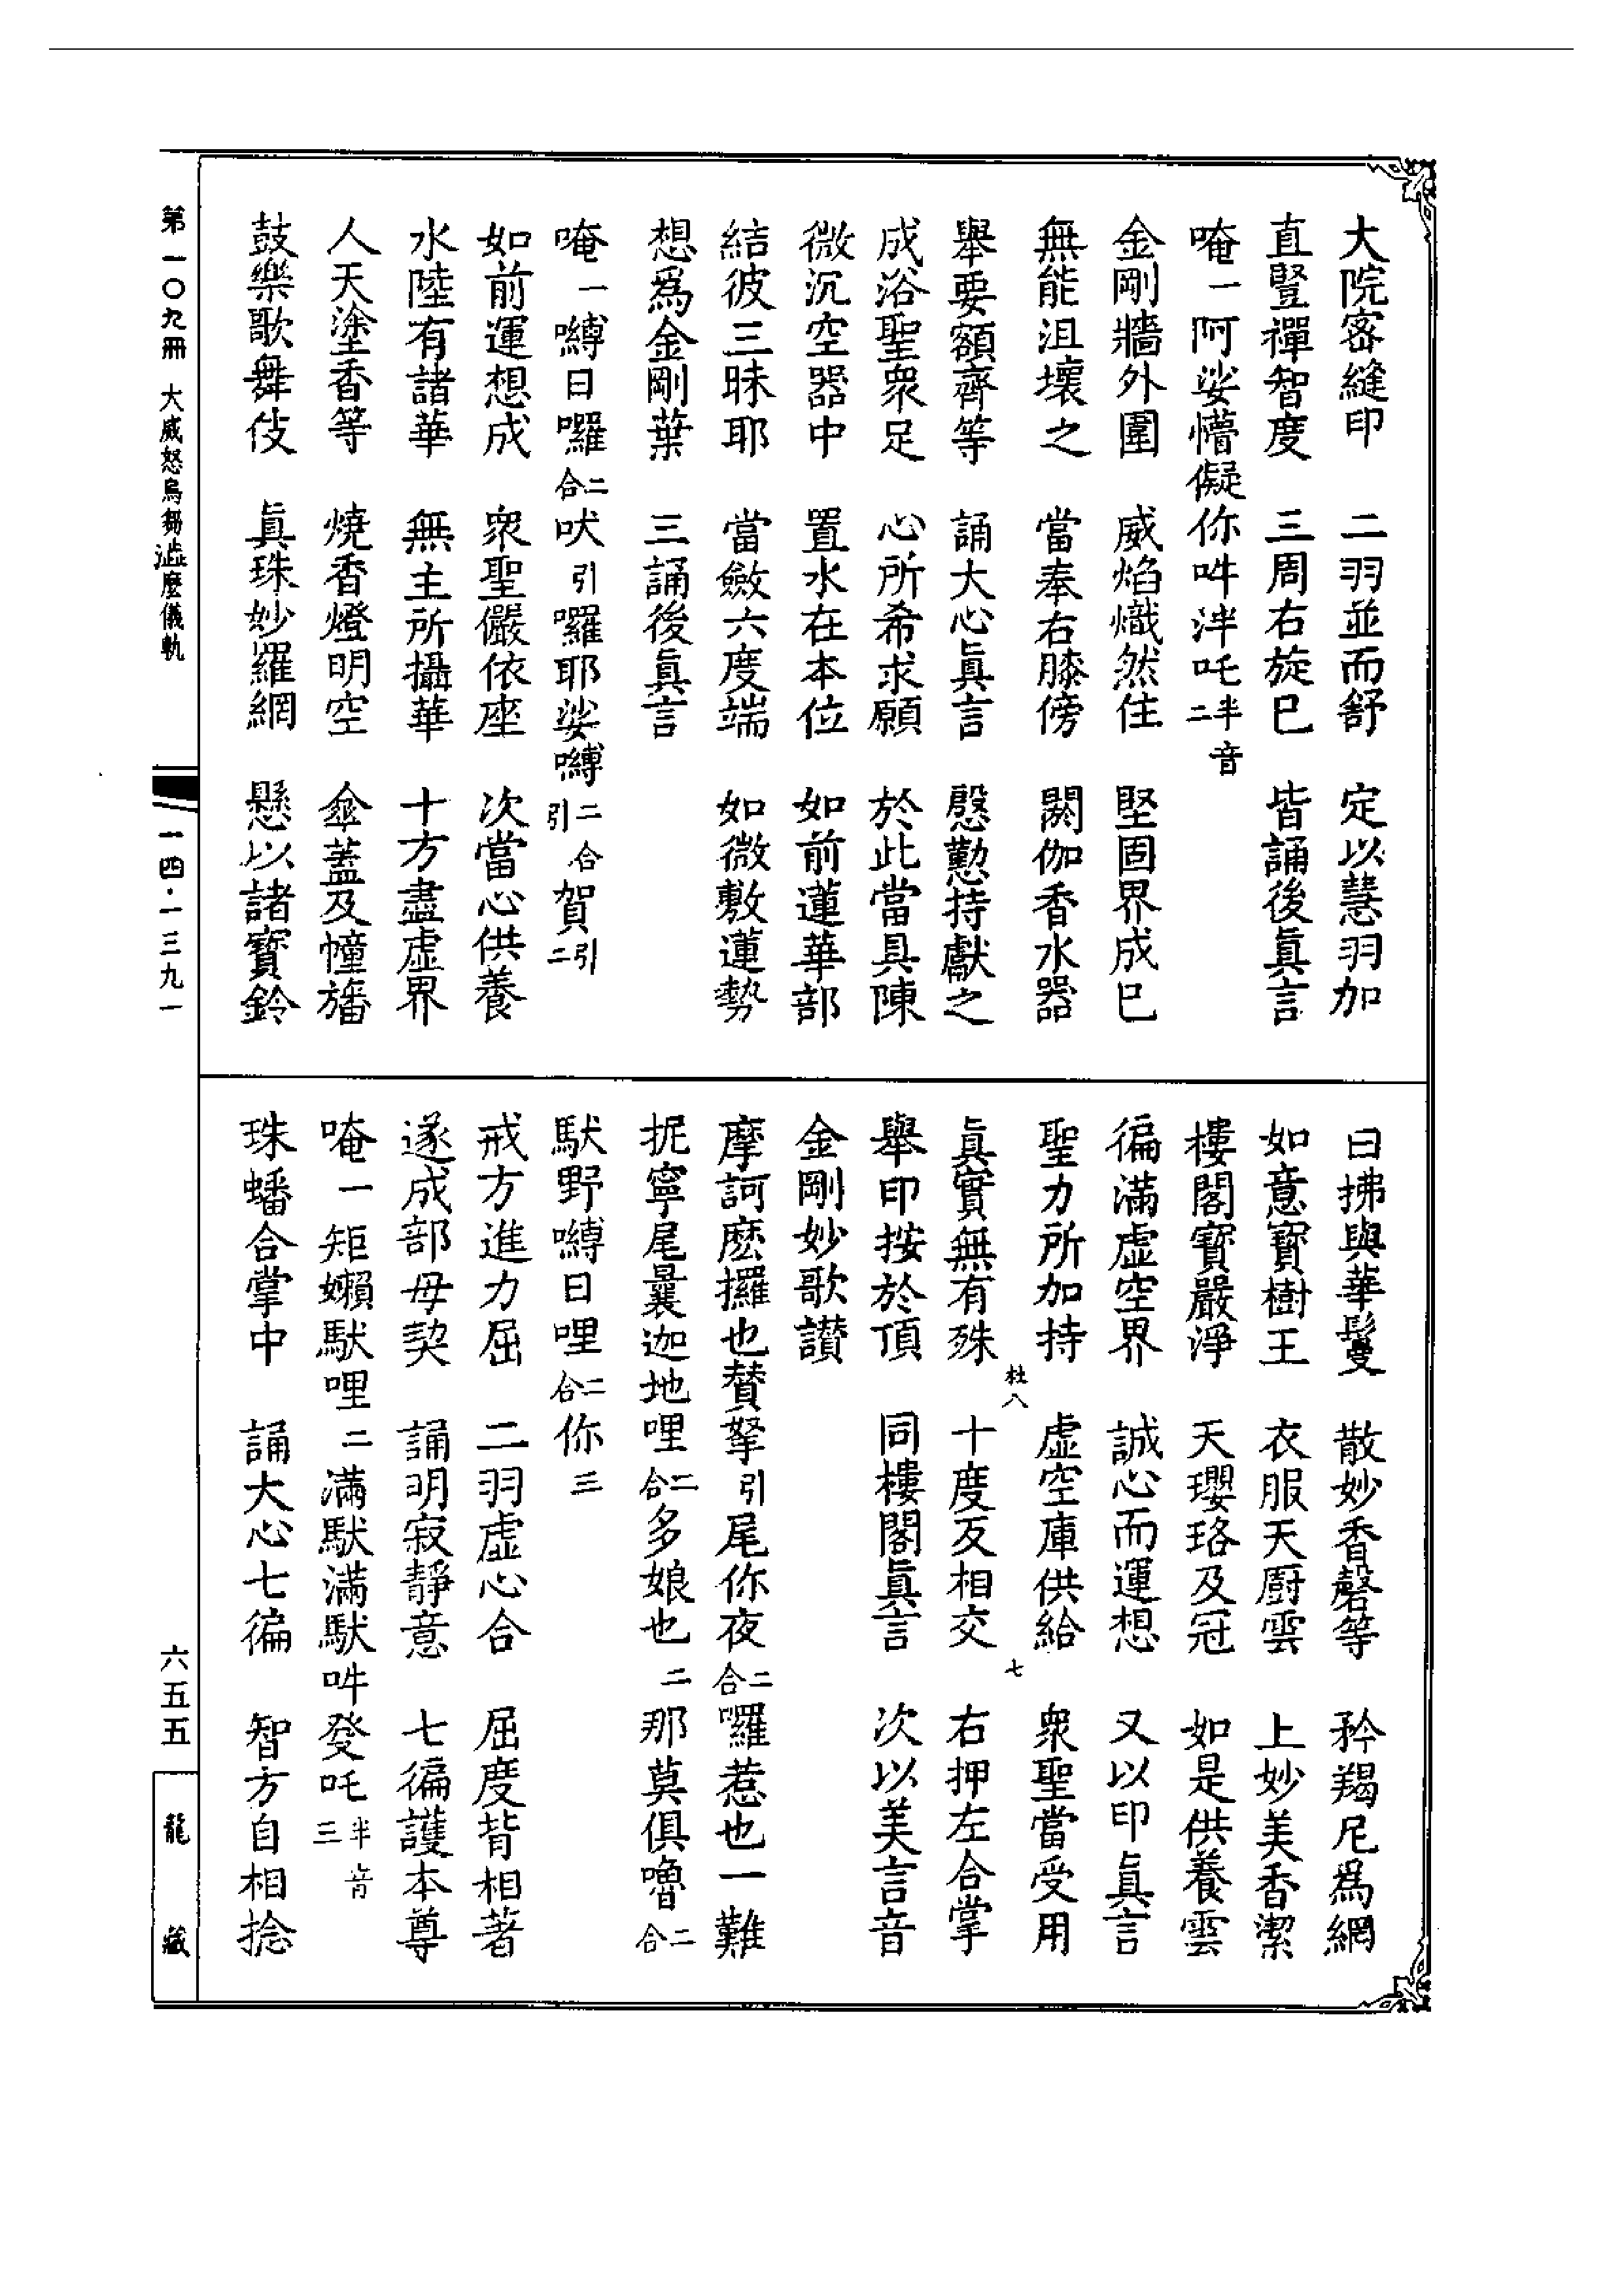 大院密縫印　二羽並而舒　定以慧羽加
直豎禪智度　三周右旋已　皆誦後眞言
唵一阿娑懵儗你吽泮吒半音二
金剛牆外圍　威焰熾然住　堅固界成已
無能沮壞之　當奉右膝傍　閼伽香水器
舉要額齊等　誦大心眞言　慇懃持獻之
成浴聖衆足　心所希求願　於此當具陳
微沉空器中　置水在本位　如前蓮華部
結彼三昧耶　當斂六度端　如微敷蓮勢
想爲金剛葉　三誦後眞言
唵一嚩日囉二合吠引囉耶娑嚩二合引賀引二
如前運想成　衆聖儼依座　次當心供養
水陸有諸華　無主所攝華　十方盡虛界
人天塗香等　燒香燈明空　傘蓋及幢旛
鼓樂歌舞伎　眞珠妙羅網　懸以諸寶鈴
曰拂與華鬘　散妙香磬等　矜羯尼爲網
如意寶樹王　衣服天廚雲　上妙美香潔
樓閣寶嚴淨　天瓔珞及冠　如是供養雲
徧滿虛空界　誠心而運想　又以印眞言
聖力所加持　虛空庫供給　衆聖當受用
杜八　七
眞實無有殊　十度互相交　右押左合掌
舉印按於頂　同樓閣眞言　次以美言音
金剛妙歌讃
摩訶麽攞也賛拏引尾你夜二合囉惹也一難
抳寧尾曩迦地哩二合多娘也二那莫俱嚕二合
馱野嚩日哩二合你三
戒方進力屈　二羽虛心合　屈度背相著
遂成部母契　誦明寂靜意　七徧護本尊
唵一矩嬾馱哩二滿馱滿馱吽發吒半音三
珠蟠合掌中　誦大心七徧　智方自相捻
第一〇九冊　大威怒烏芻澁麼儀軌
一四·一三九一
六五五
龍藏